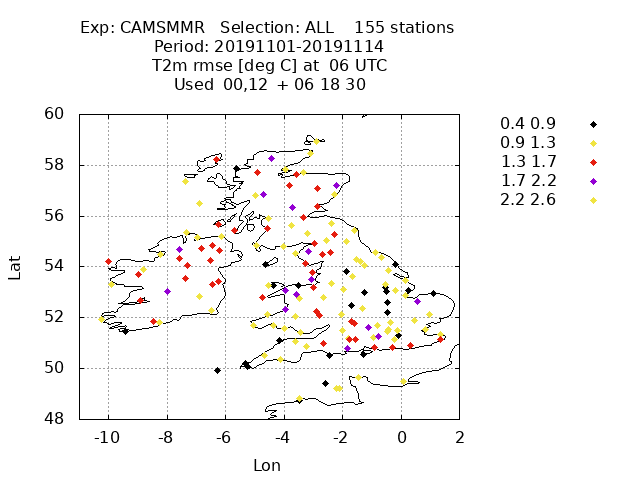 Exp: CAMSMMR   Selection: ALL    155 stations
Period: 20191101-20191114
T2m rmse [deg C] at  06 UTC
Used  00,12  + 06 18 30
60
58
56
54
52
50
48
Lat
-10 -8 -6 -4 -2 0 2
Lon
0.4 0.9
0.9 1.3
1.3 1.7
1.7 2.2
2.2 2.6